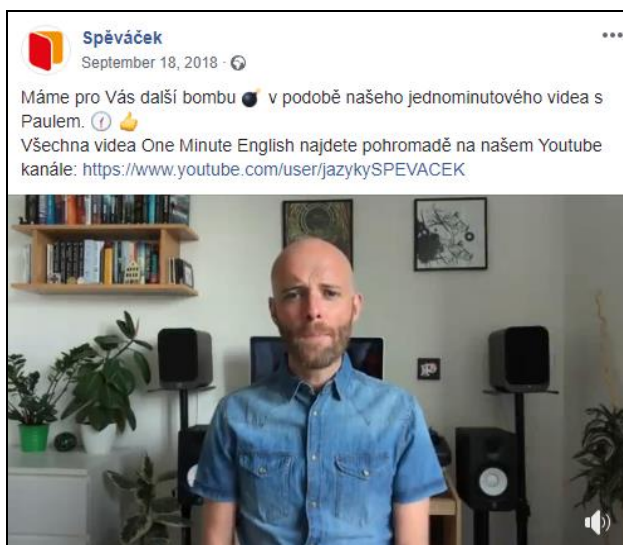 Spěváček
September 18, 2018
Máme pro Vás další bombu 💣 v podobě našeho jednominutového videa s
Paulem. 🕐 👍
Všechna videa One Minute English najdete pohromadě na našem Youtube
kanále: https://www.youtube.com/user/jazykySPEVACEK